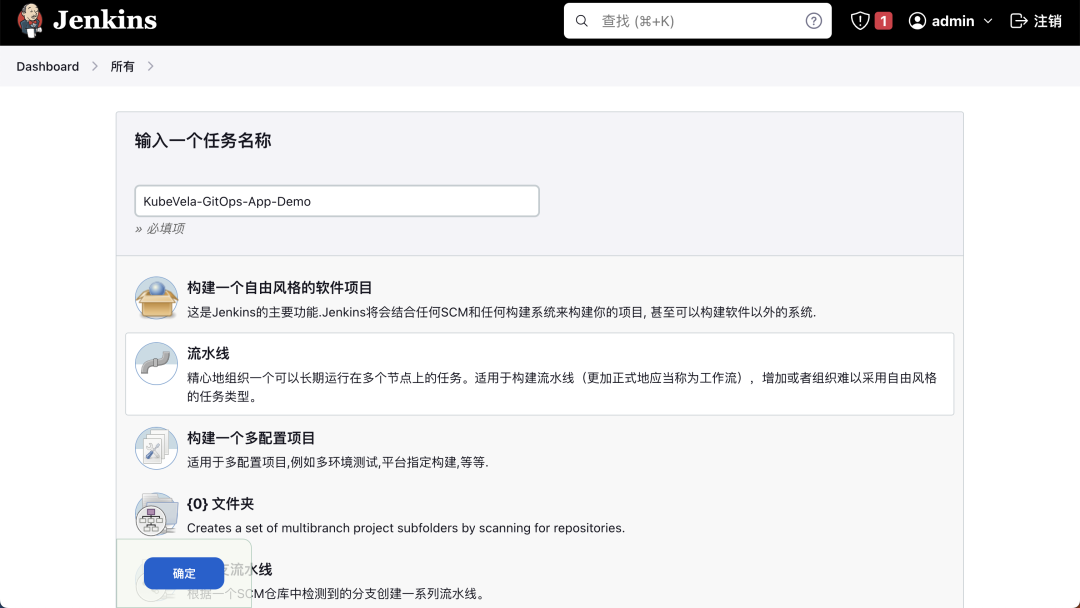 Jenkins
查找 (⌘+K)
1
admin
注销
Dashboard
所有
输入一个任务名称
KubeVela-GitOps-App-Demo
» 必填项
构建一个自由风格的软件项目
这是Jenkins的主要功能.Jenkins将会结合任何SCM和任何构建系统来构建你的项目, 甚至可以构建软件以外的系统.
流水线
精心地组织一个可以长期运行在多个节点上的任务。适用于构建流水线（更加正式地应当称为工作流），增加或者组织难以采用自由风格
的任务类型。
构建一个多配置项目
适用于多配置项目,例如多环境测试,平台指定构建,等等.
{0} 文件夹
Creates a set of multibranch project subfolders by scanning for repositories.
支流水线
确定
根据一个SCM仓库中检测到的分支创建一系列流水线。